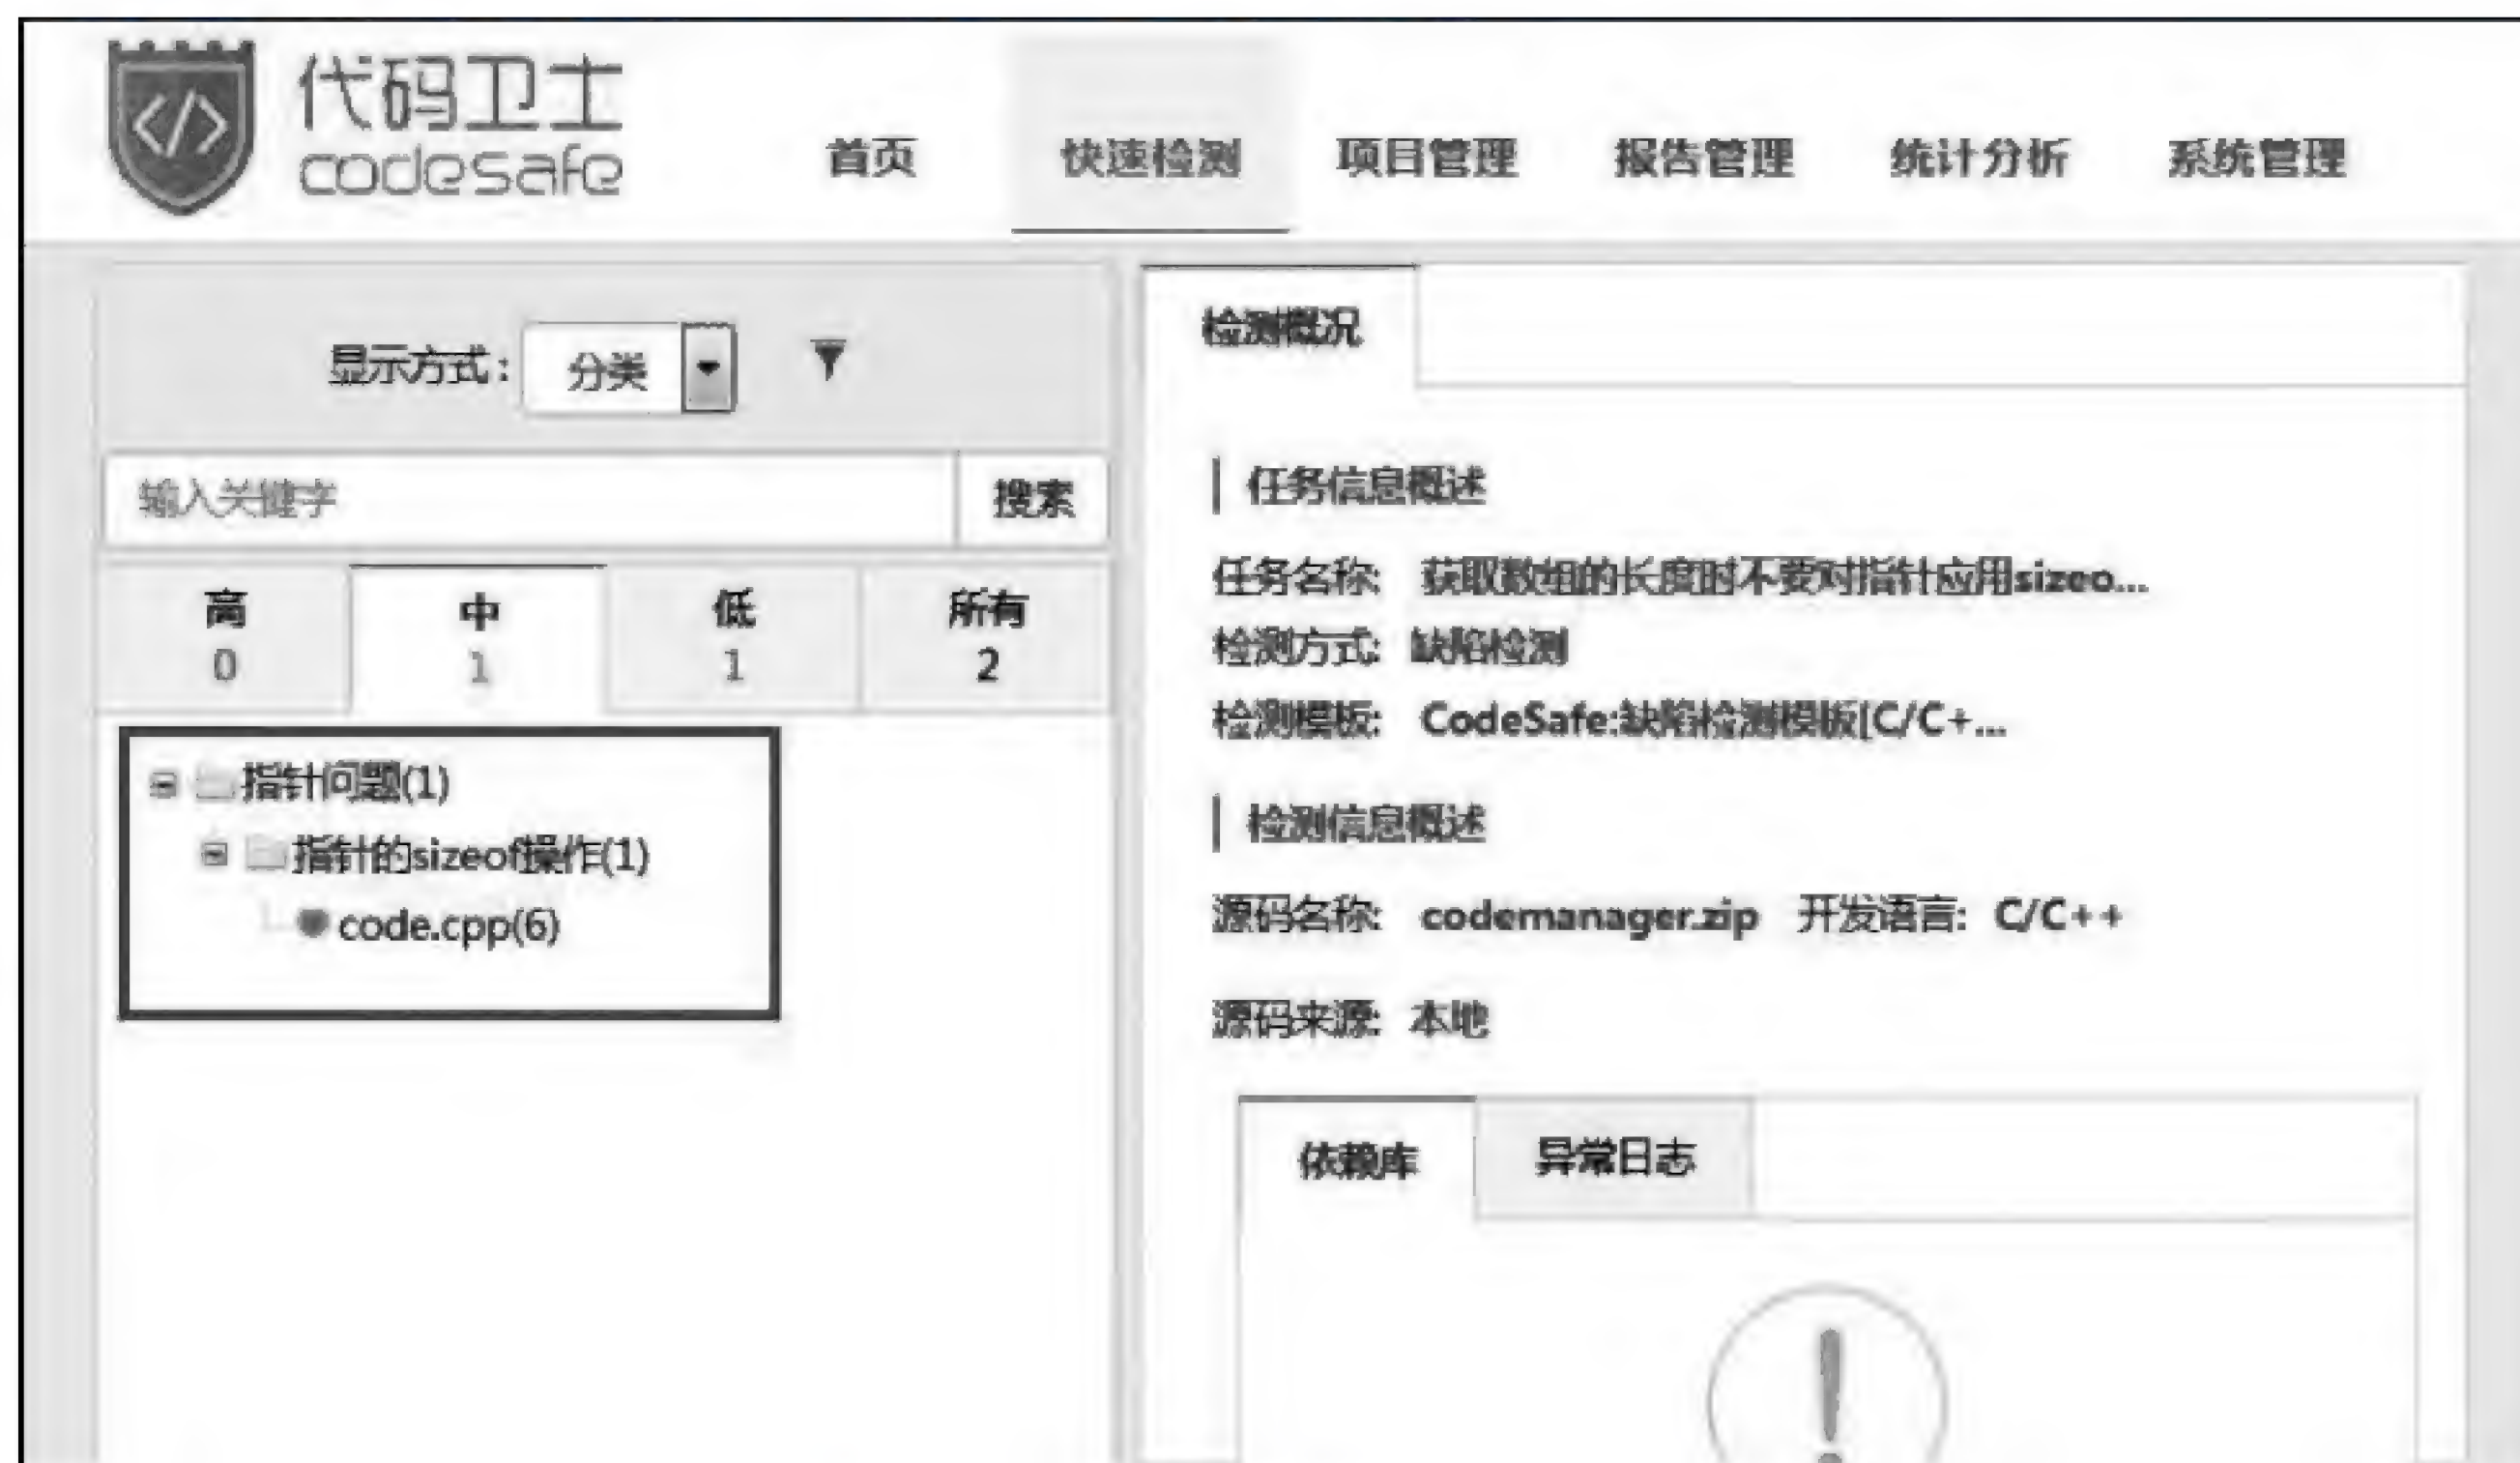 代码卫士
codesafe
首页 快速检测 项目管理 报告管理 统计分析 系统管理
显示方式: 分类
输入关键字 搜索
高 中 低 所有
0 1 1 2
指针问题(1)
指针的sizeof操作(1)
code.cpp(6)
检测概况
任务信息概述
任务名称: 获取数组的长度时不要对指针应用sizeo...
检测方式: 缺陷检测
检测模板: CodeSafe:缺陷检测模板[C/C+...
检测信息概述
源码名称: codemanager.zip 开发语言: C/C++
源码来源: 本地
依赖库 异常日志